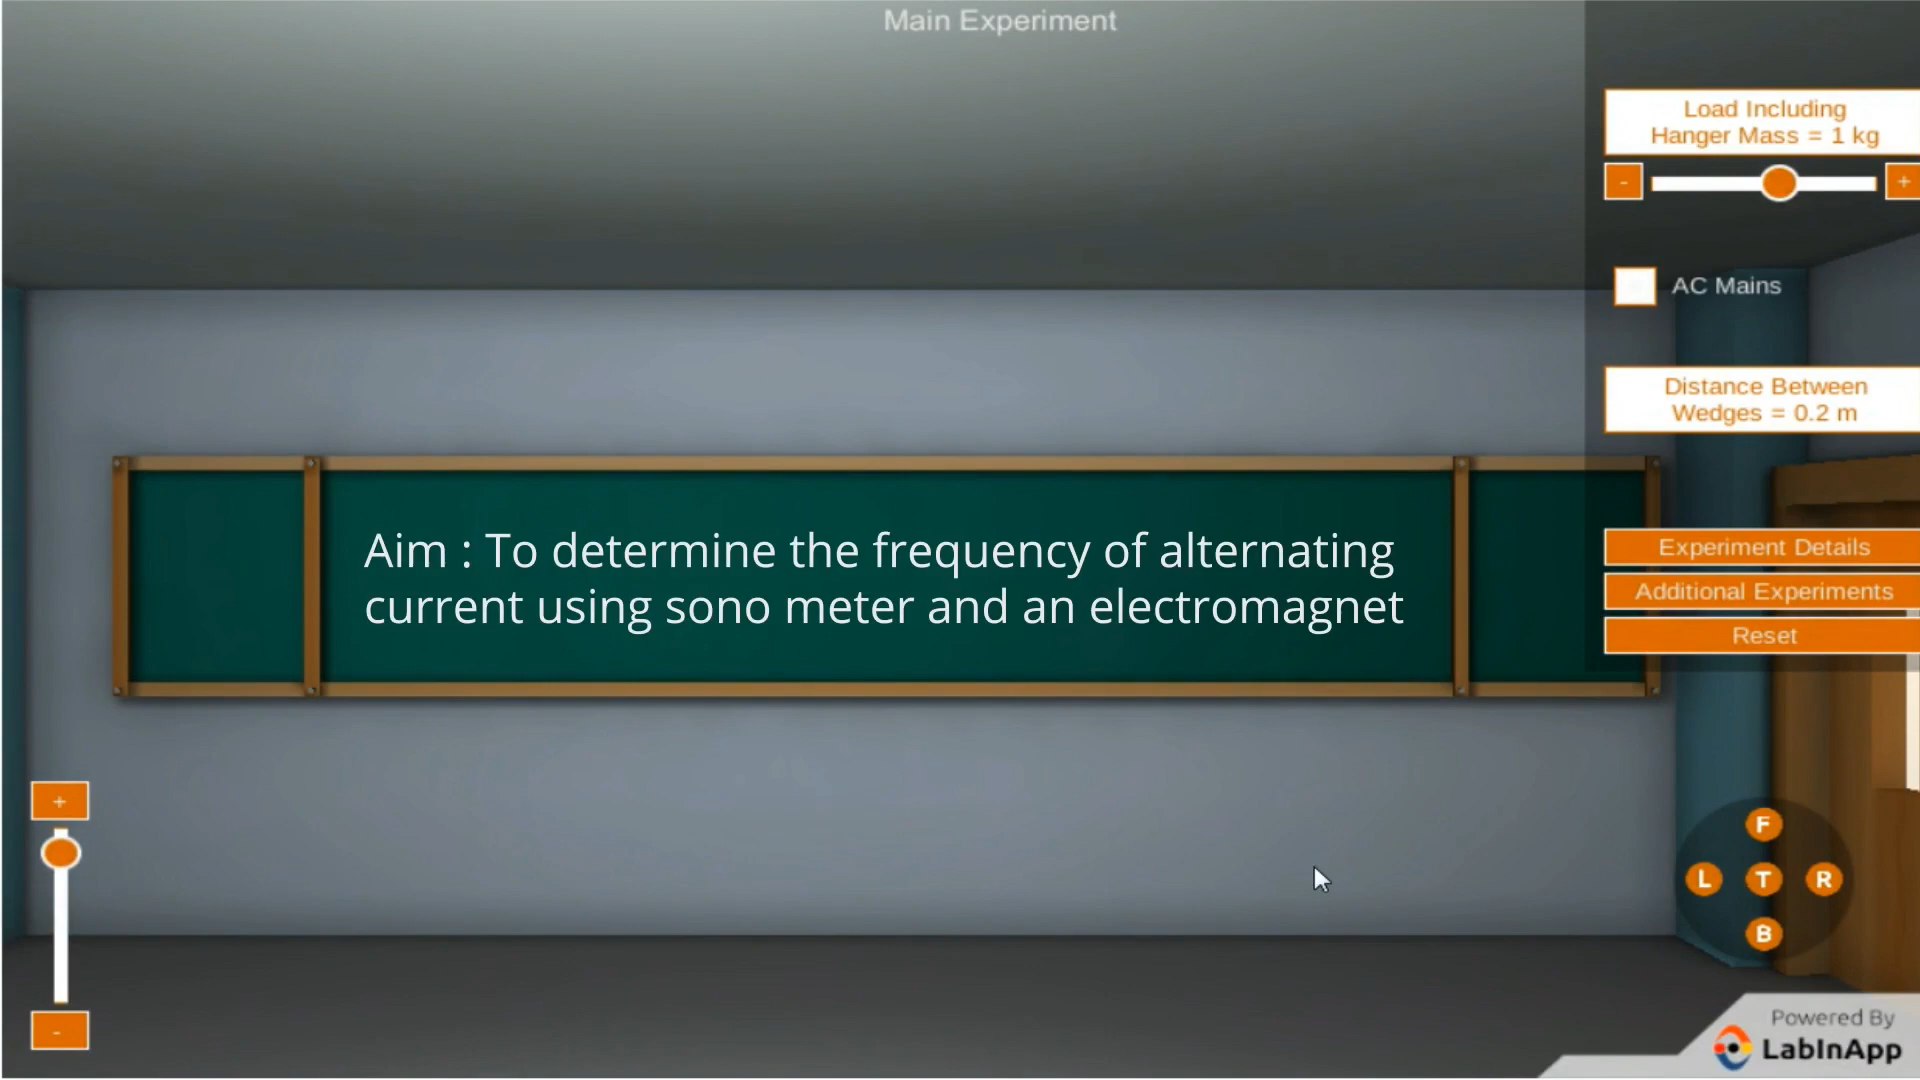 Main Experiment
Load Including
Hanger Mass = 1 kg
-
+
AC Mains
Distance Between
Wedges = 0.2 m
Aim : To determine the frequency of alternating
current using sono meter and an electromagnet
Experiment Details
Additional Experiments
Reset
+
-
F
L T R
B
Powered By
LabInApp